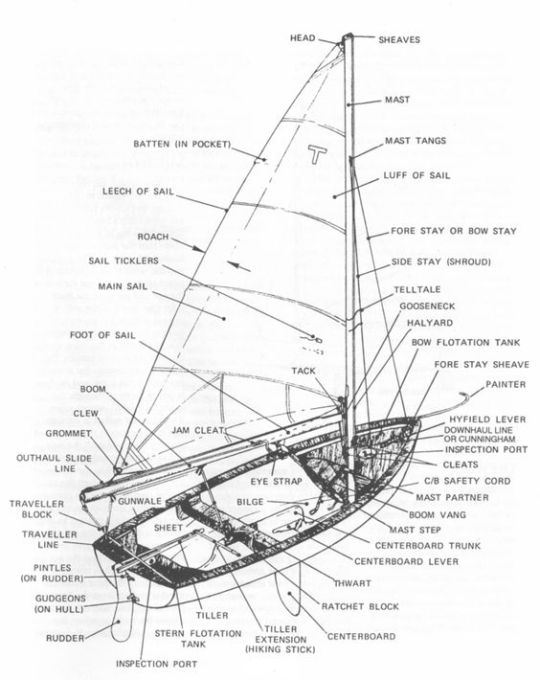 HEAD
SHEAVES
MAST
BATTEN (IN POCKET)
MAST TANGS
T
LUFF OF SAIL
LEECH OF SAIL
FORE STAY OR BOW STAY
ROACH
SAIL TICKLERS
SIDE STAY (SHROUD)
MAIN SAIL
TELLTALE
GOOSENECK
HALYARD
FOOT OF SAIL
BOW FLOTATION TANK
FORE STAY SHEAVE
TACK
PAINTER
BOOM
CLEW
JAM CLEAT
HYFIELD LEVER
GROMMET
DOWNHAUL LINE
OR CUNNINGHAM
INSPECTION PORT
OUTHAUL SLIDE
LINE
CLEATS
EYE STRAP
C/B SAFETY CORD
GUNWALE
BILGE
MAST PARTNER
TRAVELLER
BLOCK
BOOM VANG
SHEET
MAST STEP
TRAVELLER
LINE
CENTERBOARD TRUNK
CENTERBOARD LEVER
PINTLES
(ON RUDDER)
THWART
GUDGEONS
(ON HULL)
RATCHET BLOCK
TILLER
RUDDER
STERN FLOTATION
TANK
TILLER
EXTENSION
(HIKING STICK)
CENTERBOARD
INSPECTION PORT